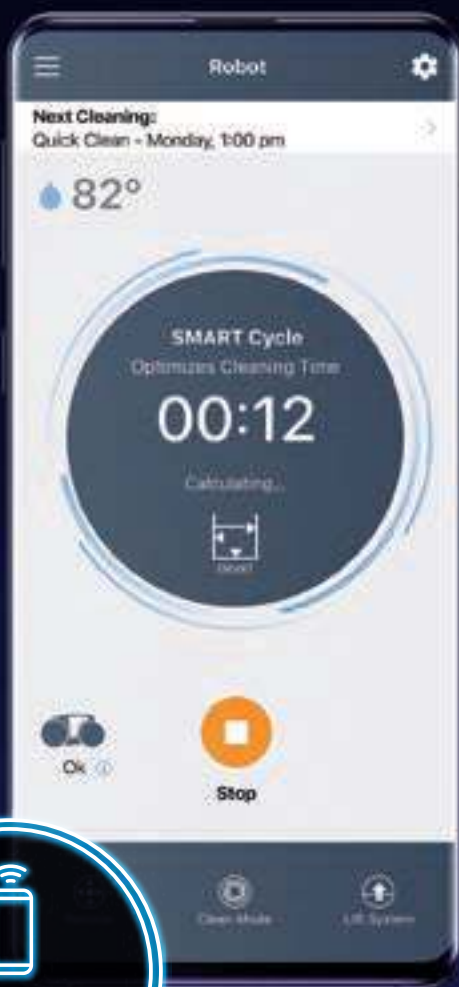 Robot
Next Cleaning:
Quick Clean - Monday, 1:00 pm
82°
SMART Cycle
Optimizes Cleaning Time
00:12
Calculating...
SMART
Ok
Stop
Clean Mode
Lift System